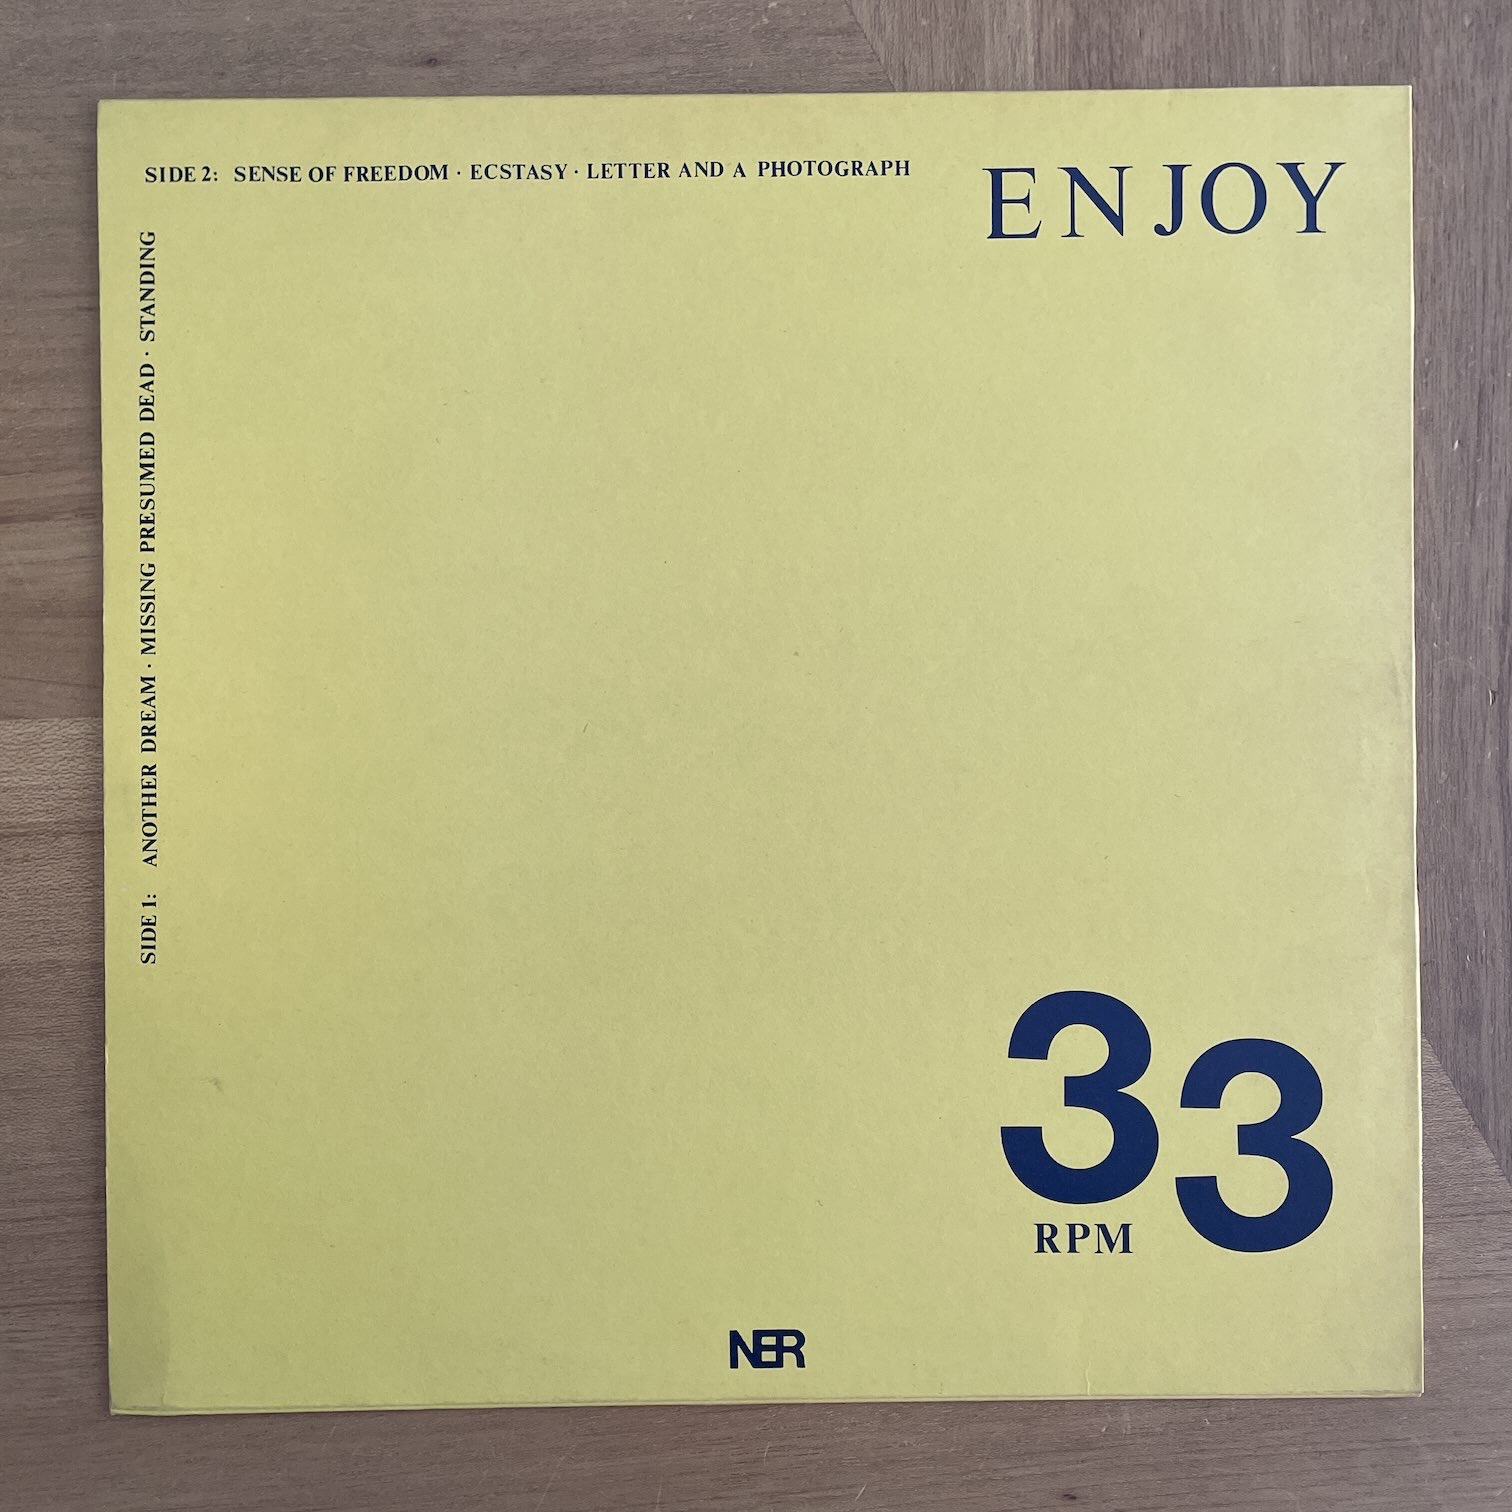 SIDE 2: SENSE OF FREEDOM · ECSTASY · LETTER AND A PHOTOGRAPH
ENJOY
SIDE 1: ANOTHER DREAM · MISSING PRESUMED DEAD · STANDING
33
RPM
NER